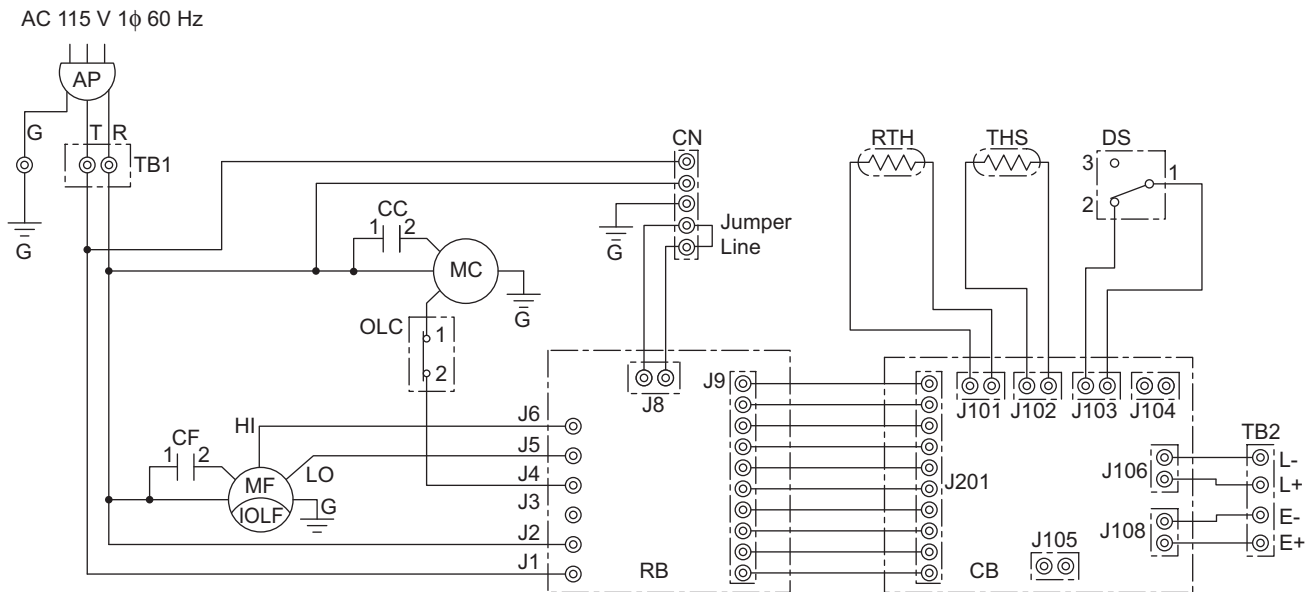 AC 115 V 1ϕ 60 Hz
AP
G
T R
TB1
G
CN
G
Jumper
Line
CC
1 2
MC
G
OLC
1
2
RTH
THS
DS
3
2
1
HI
CF
1 2
LO
MF
IOLF
G
J6
J5
J4
J3
J2
J1
J8
J9
RB
J101
J102
J103
J104
J201
J106
J108
J105
CB
TB2
L-
L+
E-
E+